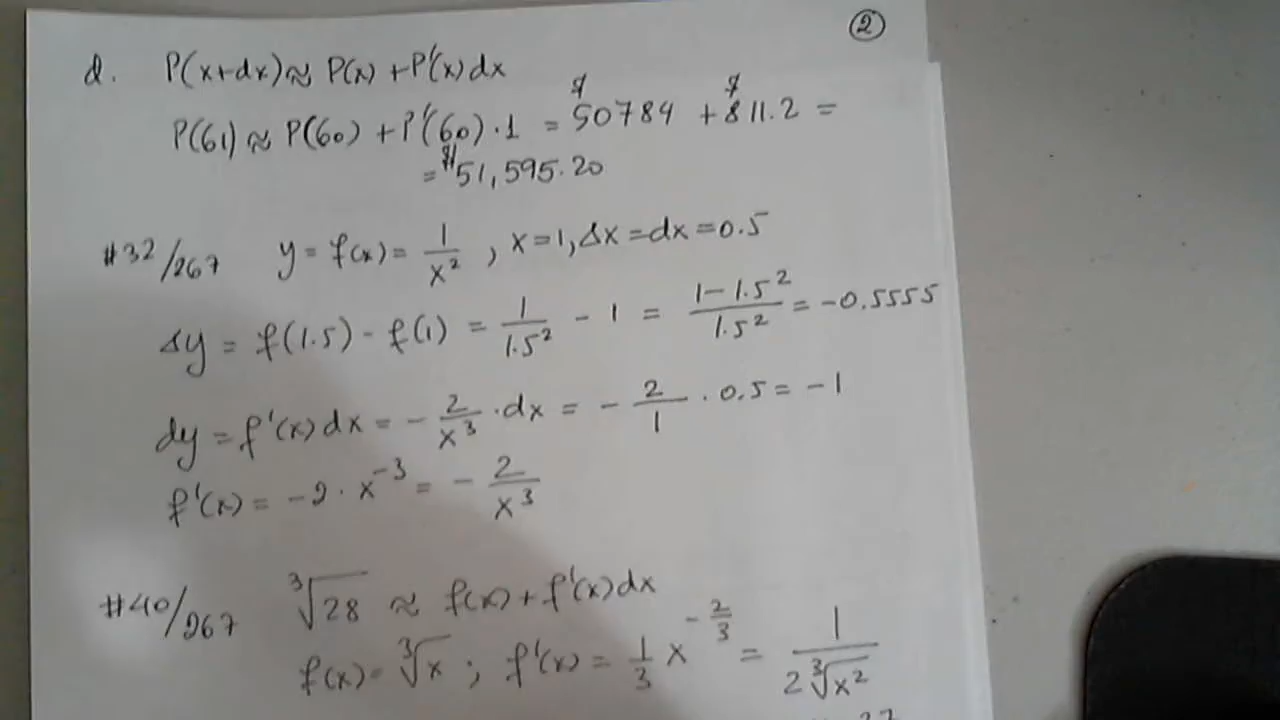 ②
d. P(x+dx) ≈ P(x) + P'(x)dx
P(61) ≈ P(60) + P'(60)·1 = $50784 + $811.2 =
= $51,595.20
#32/267 y = f(x) = 1/x², x=1, Δx=dx=0.5
Δy = f(1.5) - f(1) = 1/1.5² - 1 = (1-1.5²)/1.5² = -0.5555
dy = f'(x)dx = -2/x³ · dx = -2/1 · 0.5 = -1
f'(x) = -2·x⁻³ = -2/x³
#40/267 ∛28 ≈ f(x) + f'(x)dx
f(x) = ∛x ; f'(x) = 1/3 x^(-2/3) = 1/(2∛x²)